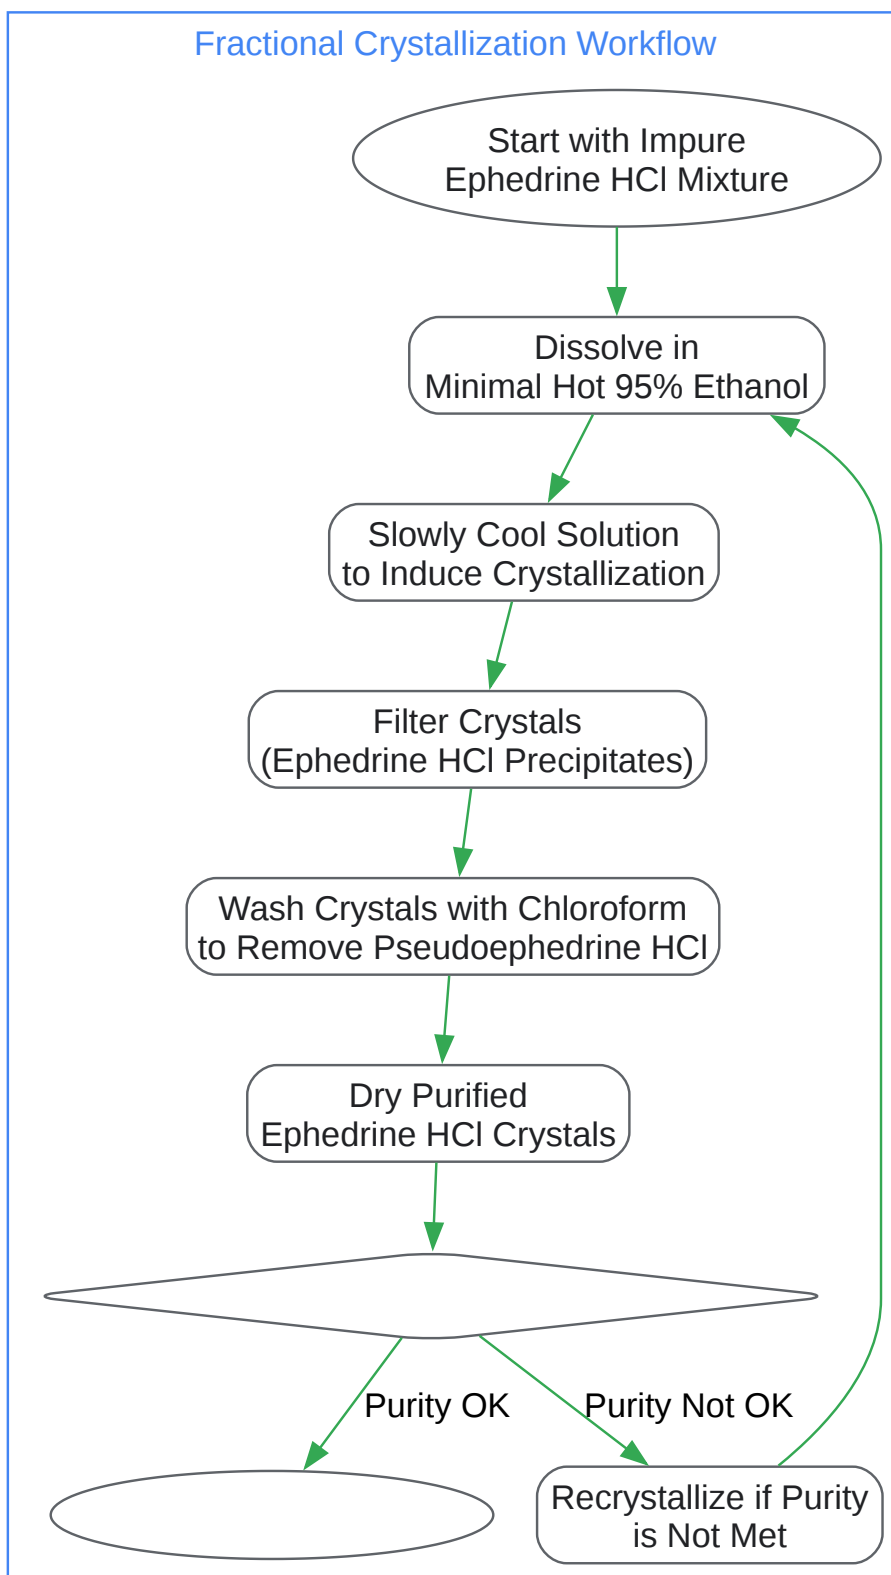 Fractional Crystallization Workflow
Start with Impure
Ephedrine HCl Mixture
Dissolve in
Minimal Hot 95% Ethanol
Slowly Cool Solution
to Induce Crystallization
Filter Crystals
(Ephedrine HCl Precipitates)
Wash Crystals with Chloroform
to Remove Pseudoephedrine HCl
Dry Purified
Ephedrine HCl Crystals
Purity OK
Purity Not OK
Recrystallize if Purity
is Not Met